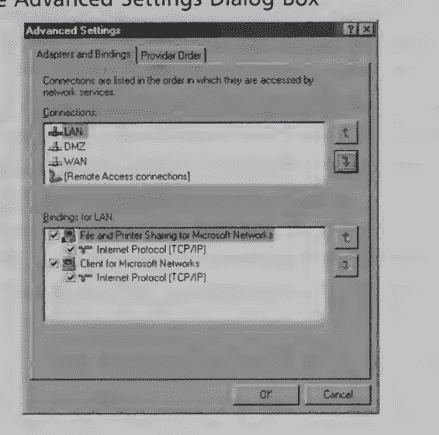 Advanced Settings Dialog Box
Advanced Settings
Adapters and Bindings Provider Order
Connections are listed in the order in which they are accessed by
network services.
Connections:
LAN
DMZ
WAN
[Remote Access connections]
Bindings for LAN:
File and Printer Sharing for Microsoft Networks
Internet Protocol (TCP/IP)
Client for Microsoft Networks
Internet Protocol (TCP/IP)
OK Cancel